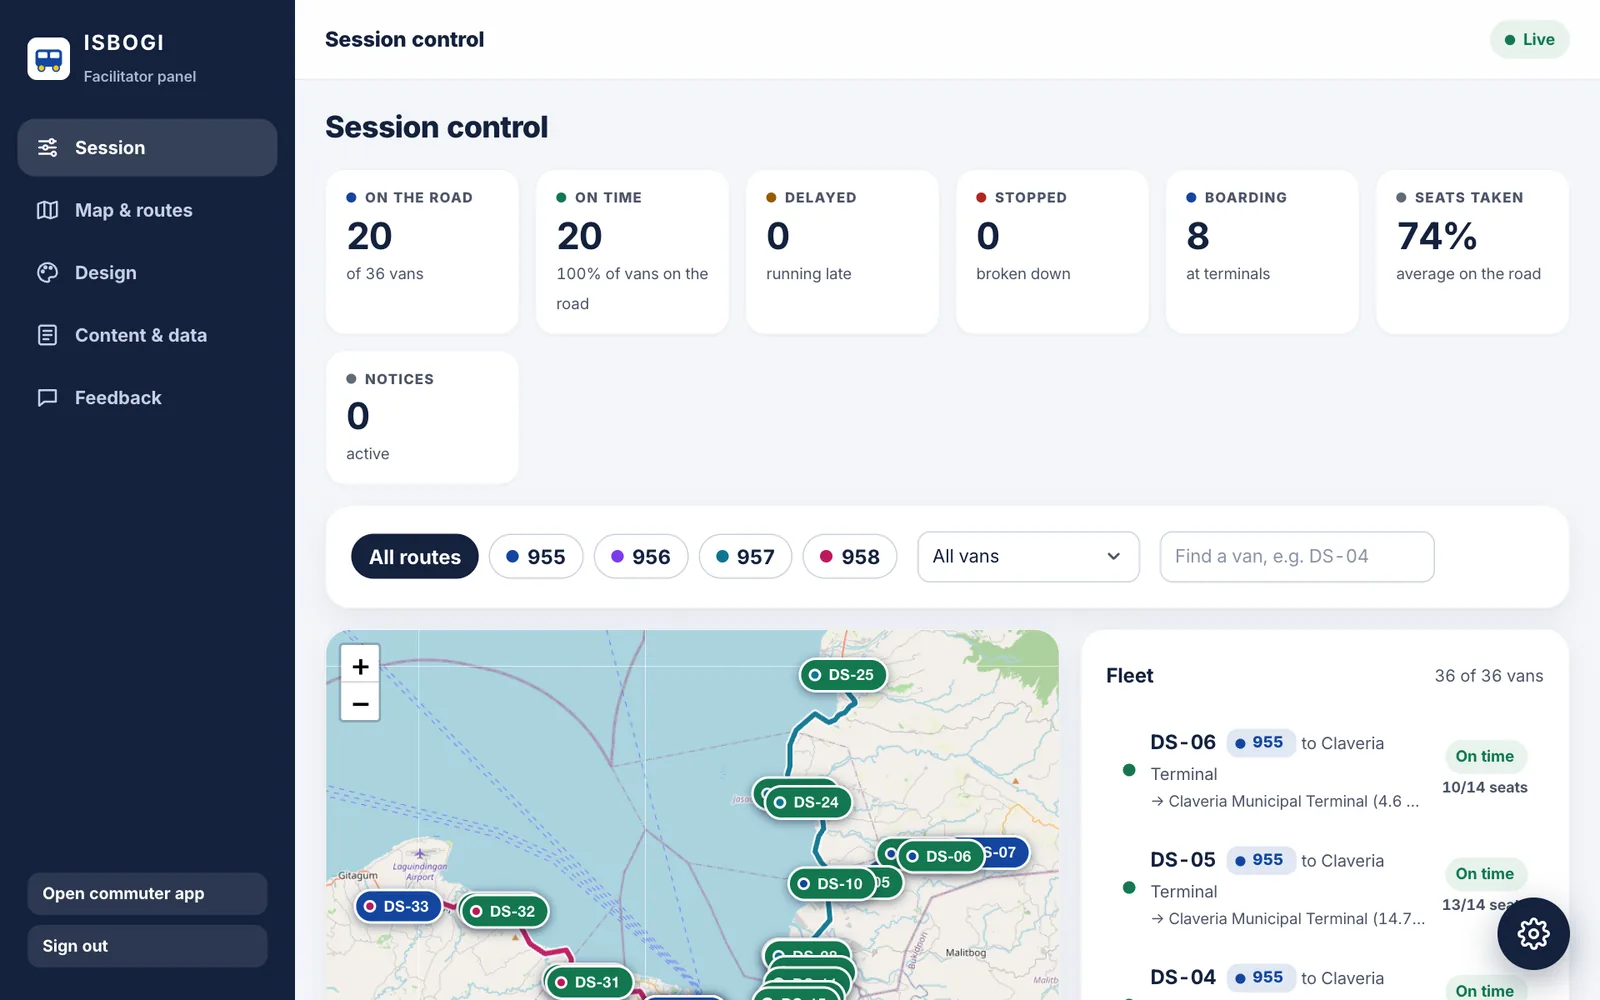 ISBOGI
Facilitator panel
Session
Map & routes
Design
Content & data
Feedback
Open commuter app
Sign out
Session control
Live
Session control
ON THE ROAD
20
of 36 vans
ON TIME
20
100% of vans on the
road
DELAYED
0
running late
STOPPED
0
broken down
BOARDING
8
at terminals
SEATS TAKEN
74%
average on the road
NOTICES
0
active
All routes
955
956
957
958
All vans
Find a van, e.g. DS-04
+
−
DS-25
DS-24
DS-06
S-07
DS-10
05
Laguindingan
Airport
Gitagum
DS-33
DS-32
DS-31
Malitbog
Bukidnon
Fleet
36 of 36 vans
DS-06 955 to Claveria
Terminal
→ Claveria Municipal Terminal (4.6 ...
On time
10/14 seats
DS-05 955 to Claveria
Terminal
→ Claveria Municipal Terminal (14.7...
On time
13/14 sea
DS-04 955 to Claveria
On time